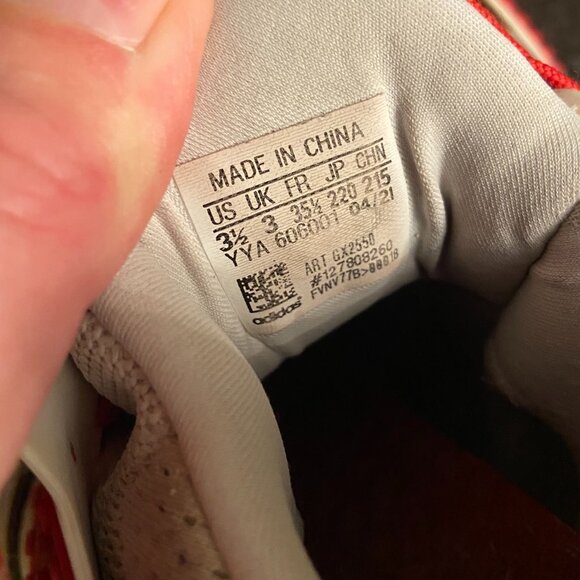 MADE IN CHINA
US UK FR JP CHN
3½ 3 35½ 220 215
YYA 606001 04/21
ART GX2550
#127808260
FVNV77B>88818
adidas